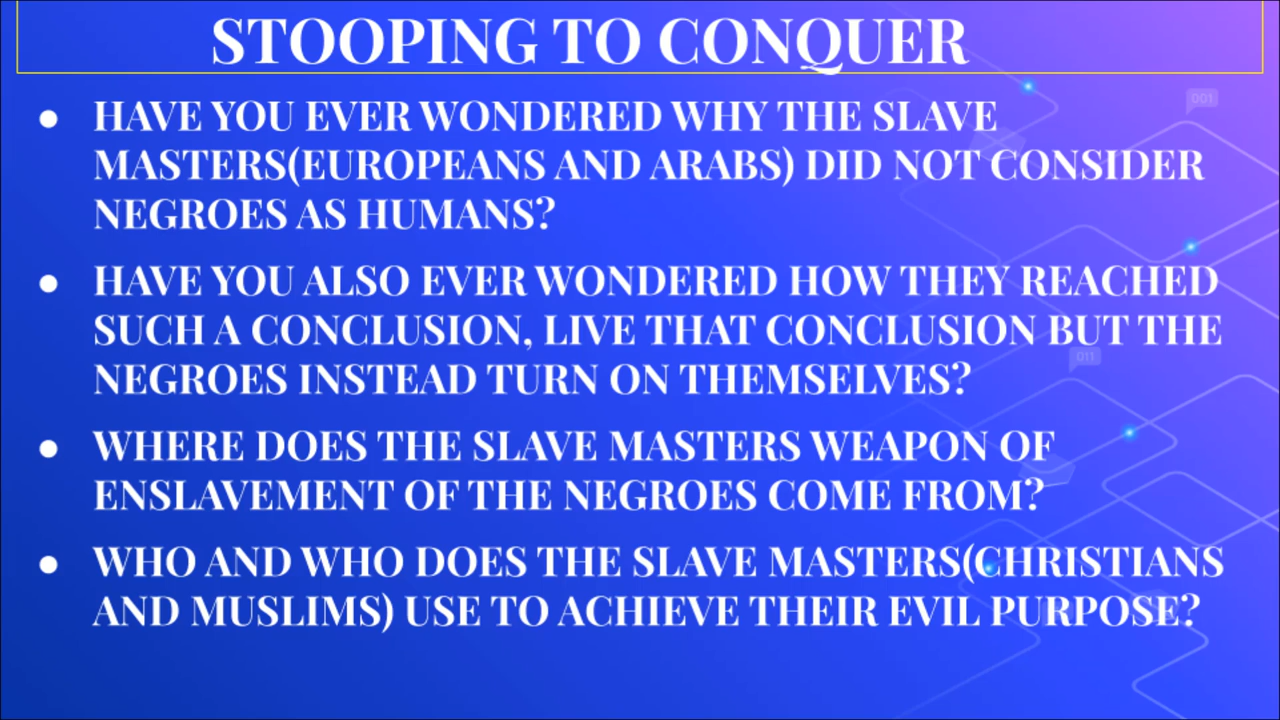 STOOPING TO CONQUER
● HAVE YOU EVER WONDERED WHY THE SLAVE
MASTERS(EUROPEANS AND ARABS) DID NOT CONSIDER
NEGROES AS HUMANS?
● HAVE YOU ALSO EVER WONDERED HOW THEY REACHED
SUCH A CONCLUSION, LIVE THAT CONCLUSION BUT THE
NEGROES INSTEAD TURN ON THEMSELVES?
● WHERE DOES THE SLAVE MASTERS WEAPON OF
ENSLAVEMENT OF THE NEGROES COME FROM?
● WHO AND WHO DOES THE SLAVE MASTERS(CHRISTIANS
AND MUSLIMS) USE TO ACHIEVE THEIR EVIL PURPOSE?
001
011